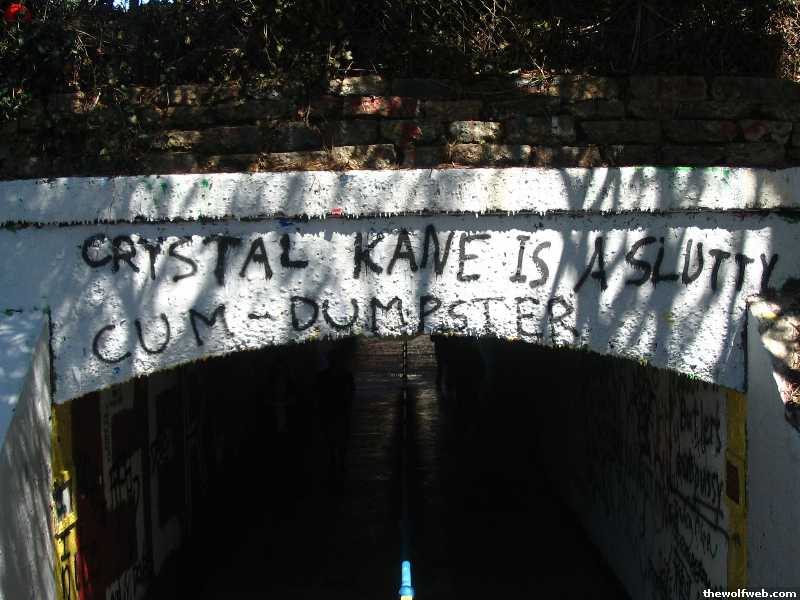 CRYSTAL KANE IS A SLUTTY
CUM-DUMPSTER
thewolfweb.com